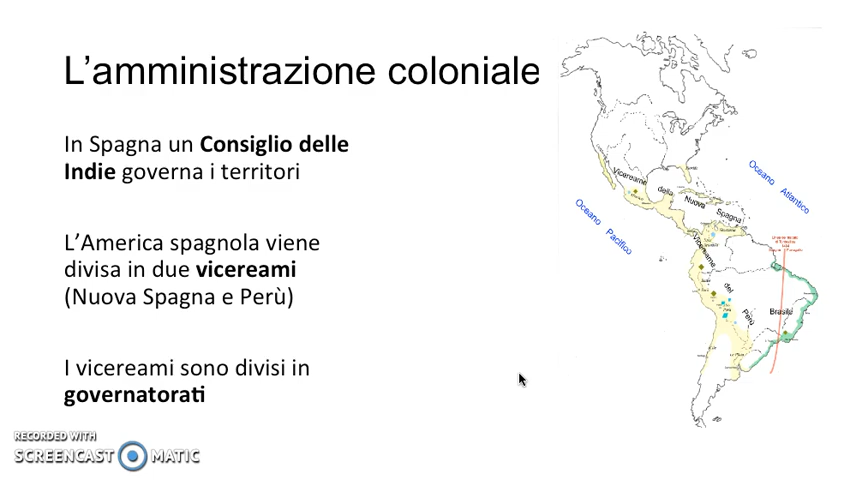 L’amministrazione coloniale
In Spagna un Consiglio delle
Indie governa i territori
L’America spagnola viene
divisa in due vicereami
(Nuova Spagna e Perù)
I vicereami sono divisi in
governatorati
Oceano Atlantico
Vicereame della Nuova Spagna
Oceano Pacifico
Vicereame del Perù
Brasile
RECORDED WITH
SCREENCAST MATIC